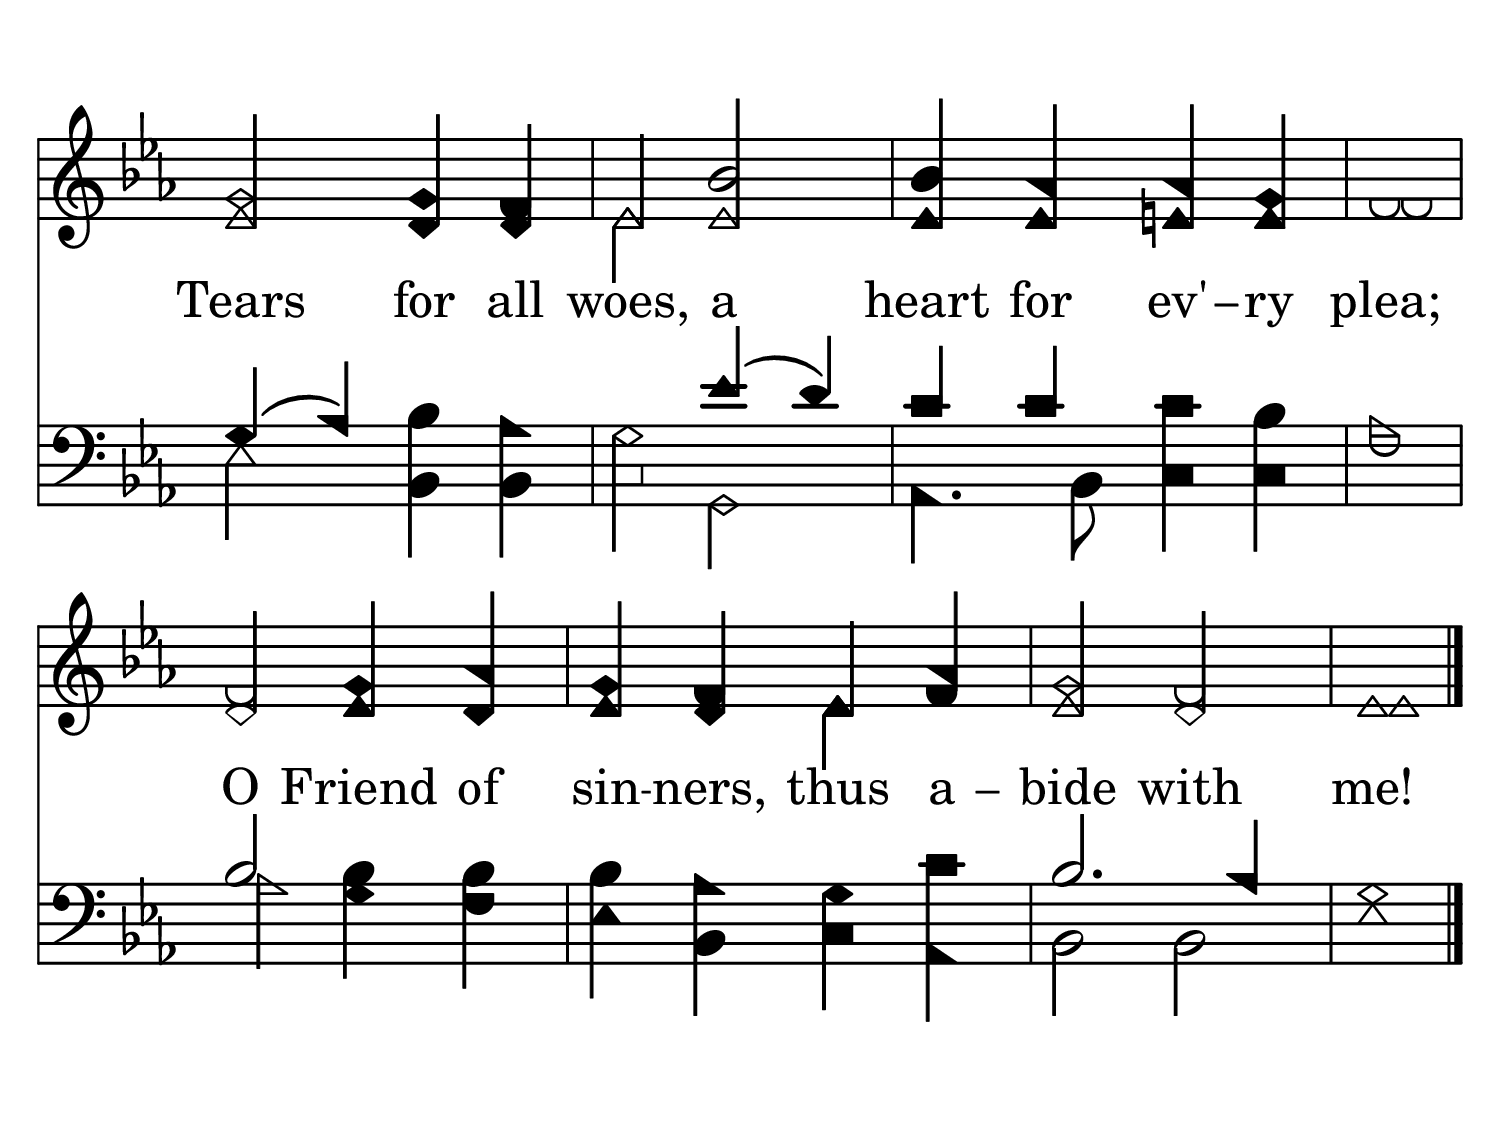 Tears for all woes, a heart for ev'–ry plea;
O Friend of sin-ners, thus a – bide with me!